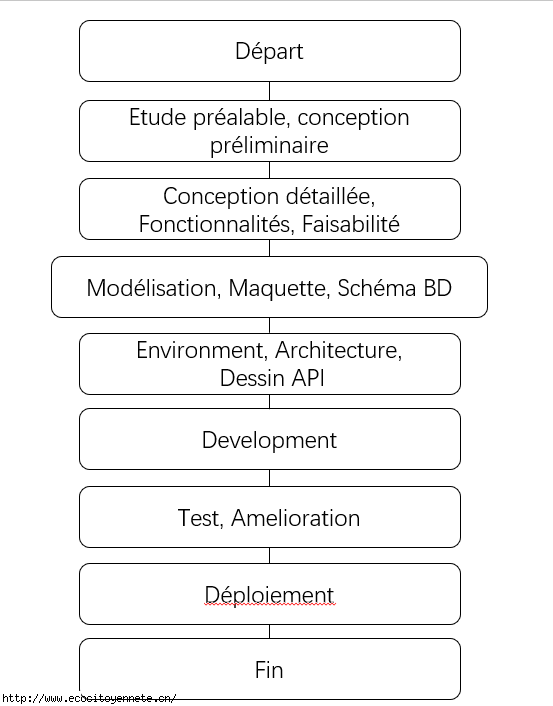 Départ
Etude préalable, conception
préliminaire
Conception détaillée,
Fonctionnalités, Faisabilité
Modélisation, Maquette, Schéma BD
Environment, Architecture,
Dessin API
Development
Test, Amelioration
Déploiement
Fin
http://www.ecocitoyennete.cn/